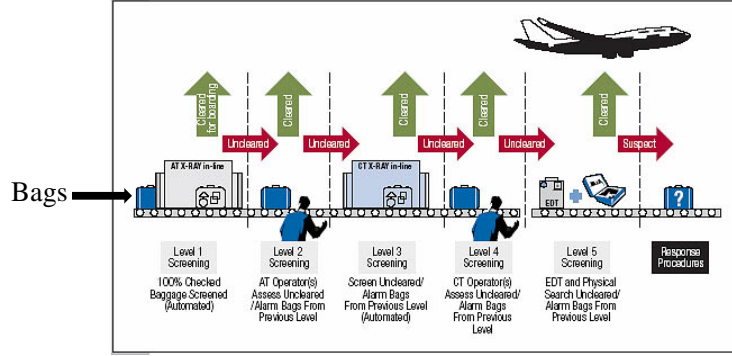 Cleared
for boarding
Cleared
Cleared
Cleared
Cleared
Uncleared
Uncleared
Uncleared
Uncleared
Suspect
AT X-RAY in-line
CT X-RAY in-line
Bags
EDT
?
Level 1
Screening
100% Checked
Baggage Screened
(Automated)
Level 2
Screening
AT Operator(s)
Assess Uncleared
/Alarm Bags From
Previous Level
Level 3
Screening
Screen Uncleared/
Alarm Bags
From Previous Level
(Automated)
Level 4
Screening
CT Operator(s)
Assess Uncleared/
Alarm Bags
From Previous
Level
Level 5
Screening
EDT and Physical
Search Uncleared/
Alarm Bags From
Previous Level
Response
Procedures